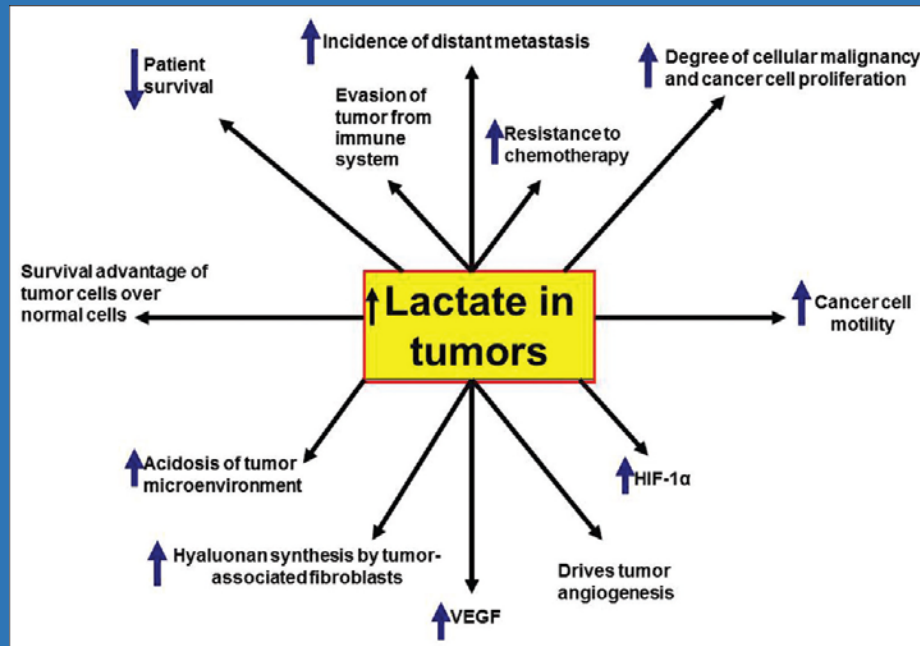 Incidence of distant metastasis
Patient
survival
Degree of cellular malignancy
and cancer cell proliferation
Evasion of
tumor from
immune
system
Resistance to
chemotherapy
Survival advantage of
tumor cells over
normal cells
Lactate in
tumors
Cancer cell
motility
Acidosis of tumor
microenvironment
HIF-1α
Hyaluonan synthesis by tumor-
associated fibroblasts
Drives tumor
angiogenesis
VEGF